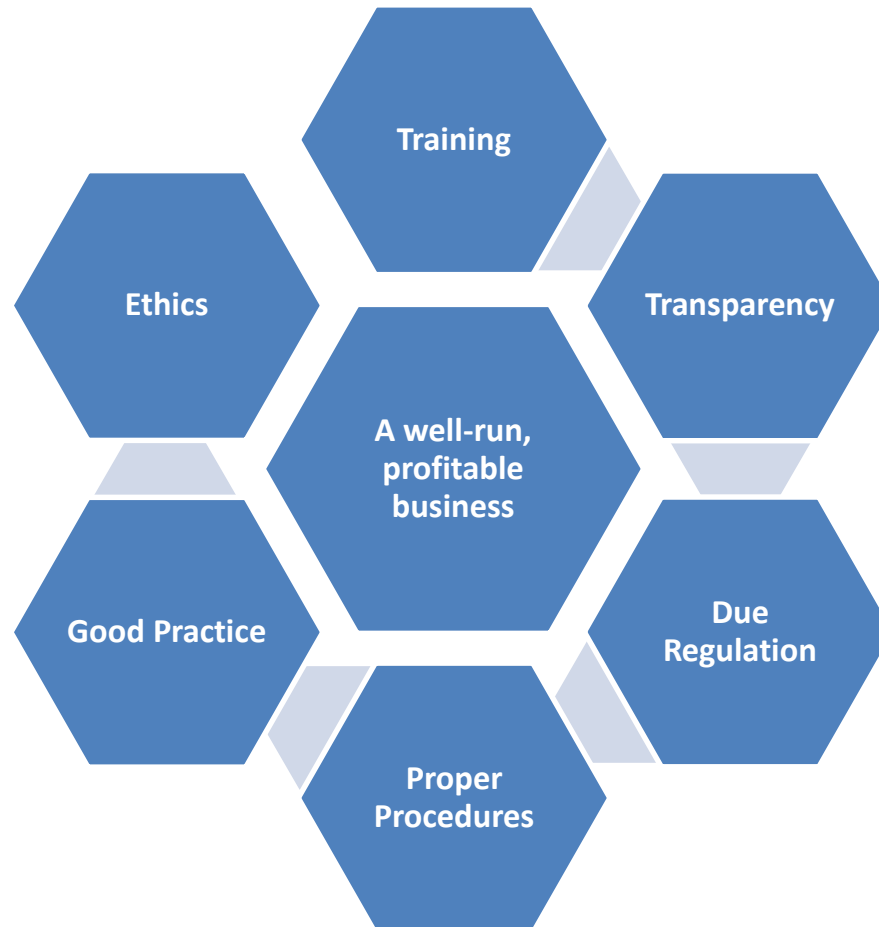 Training
Ethics
Transparency
A well-run,
profitable
business
Good Practice
Due
Regulation
Proper
Procedures